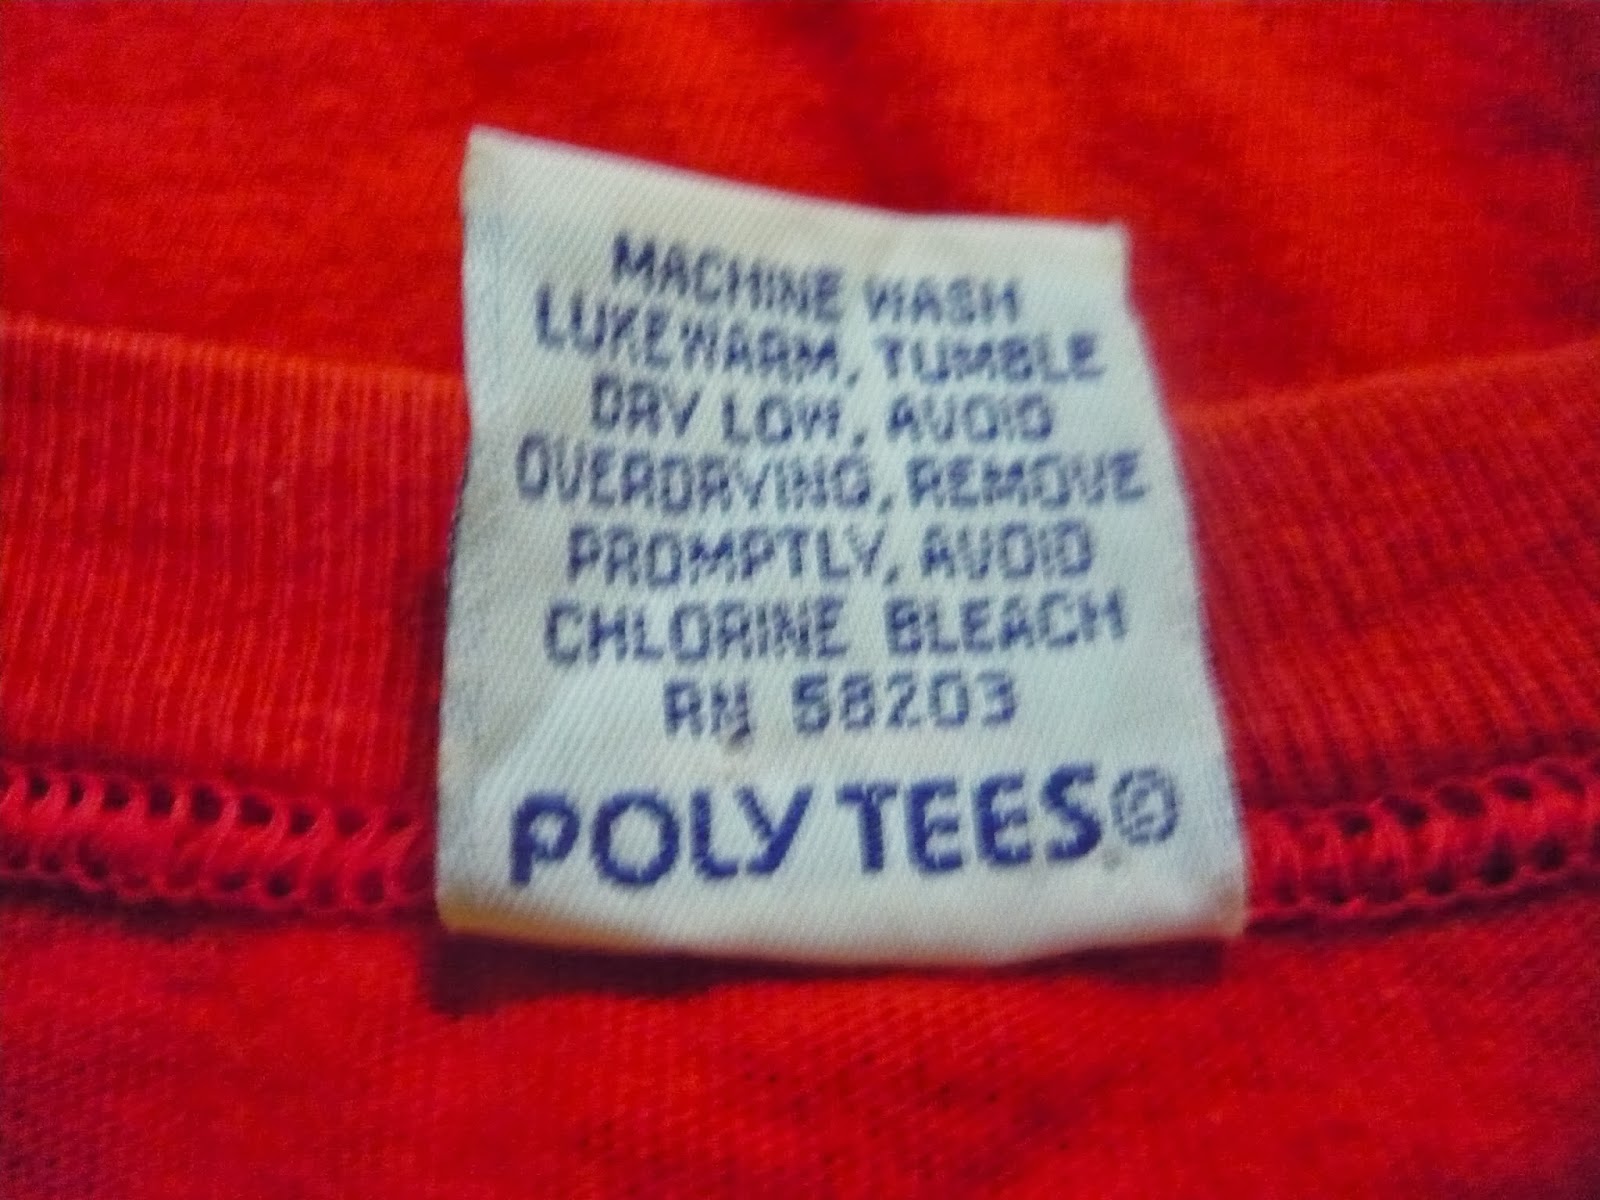 MACHINE WASH
LUKEWARM, TUMBLE
DRY LOW, AVOID
OVERDRYING, REMOVE
PROMPTLY, AVOID
CHLORINE BLEACH
RN 58203
POLY TEES©